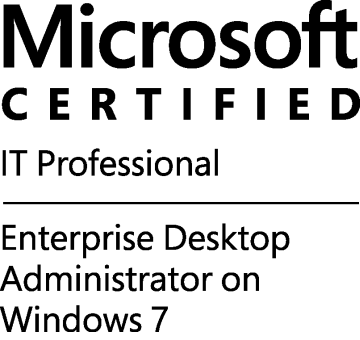 Microsoft
CERTIFIED
IT Professional
Enterprise Desktop
Administrator on
Windows 7